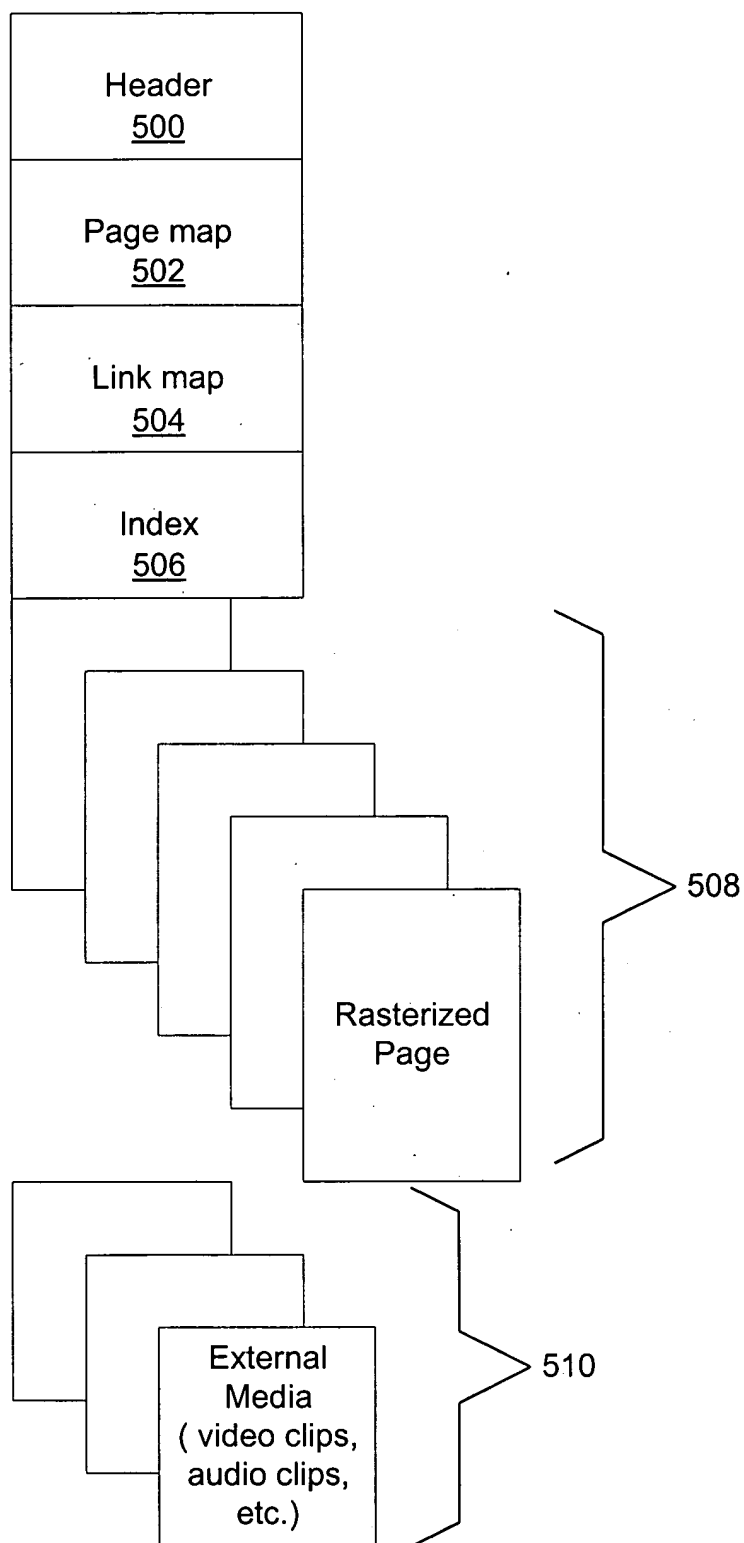 Header
500
Page map
502
Link map
504
Index
506
508
Rasterized
Page
510
External
Media
( video clips,
audio clips,
etc.)